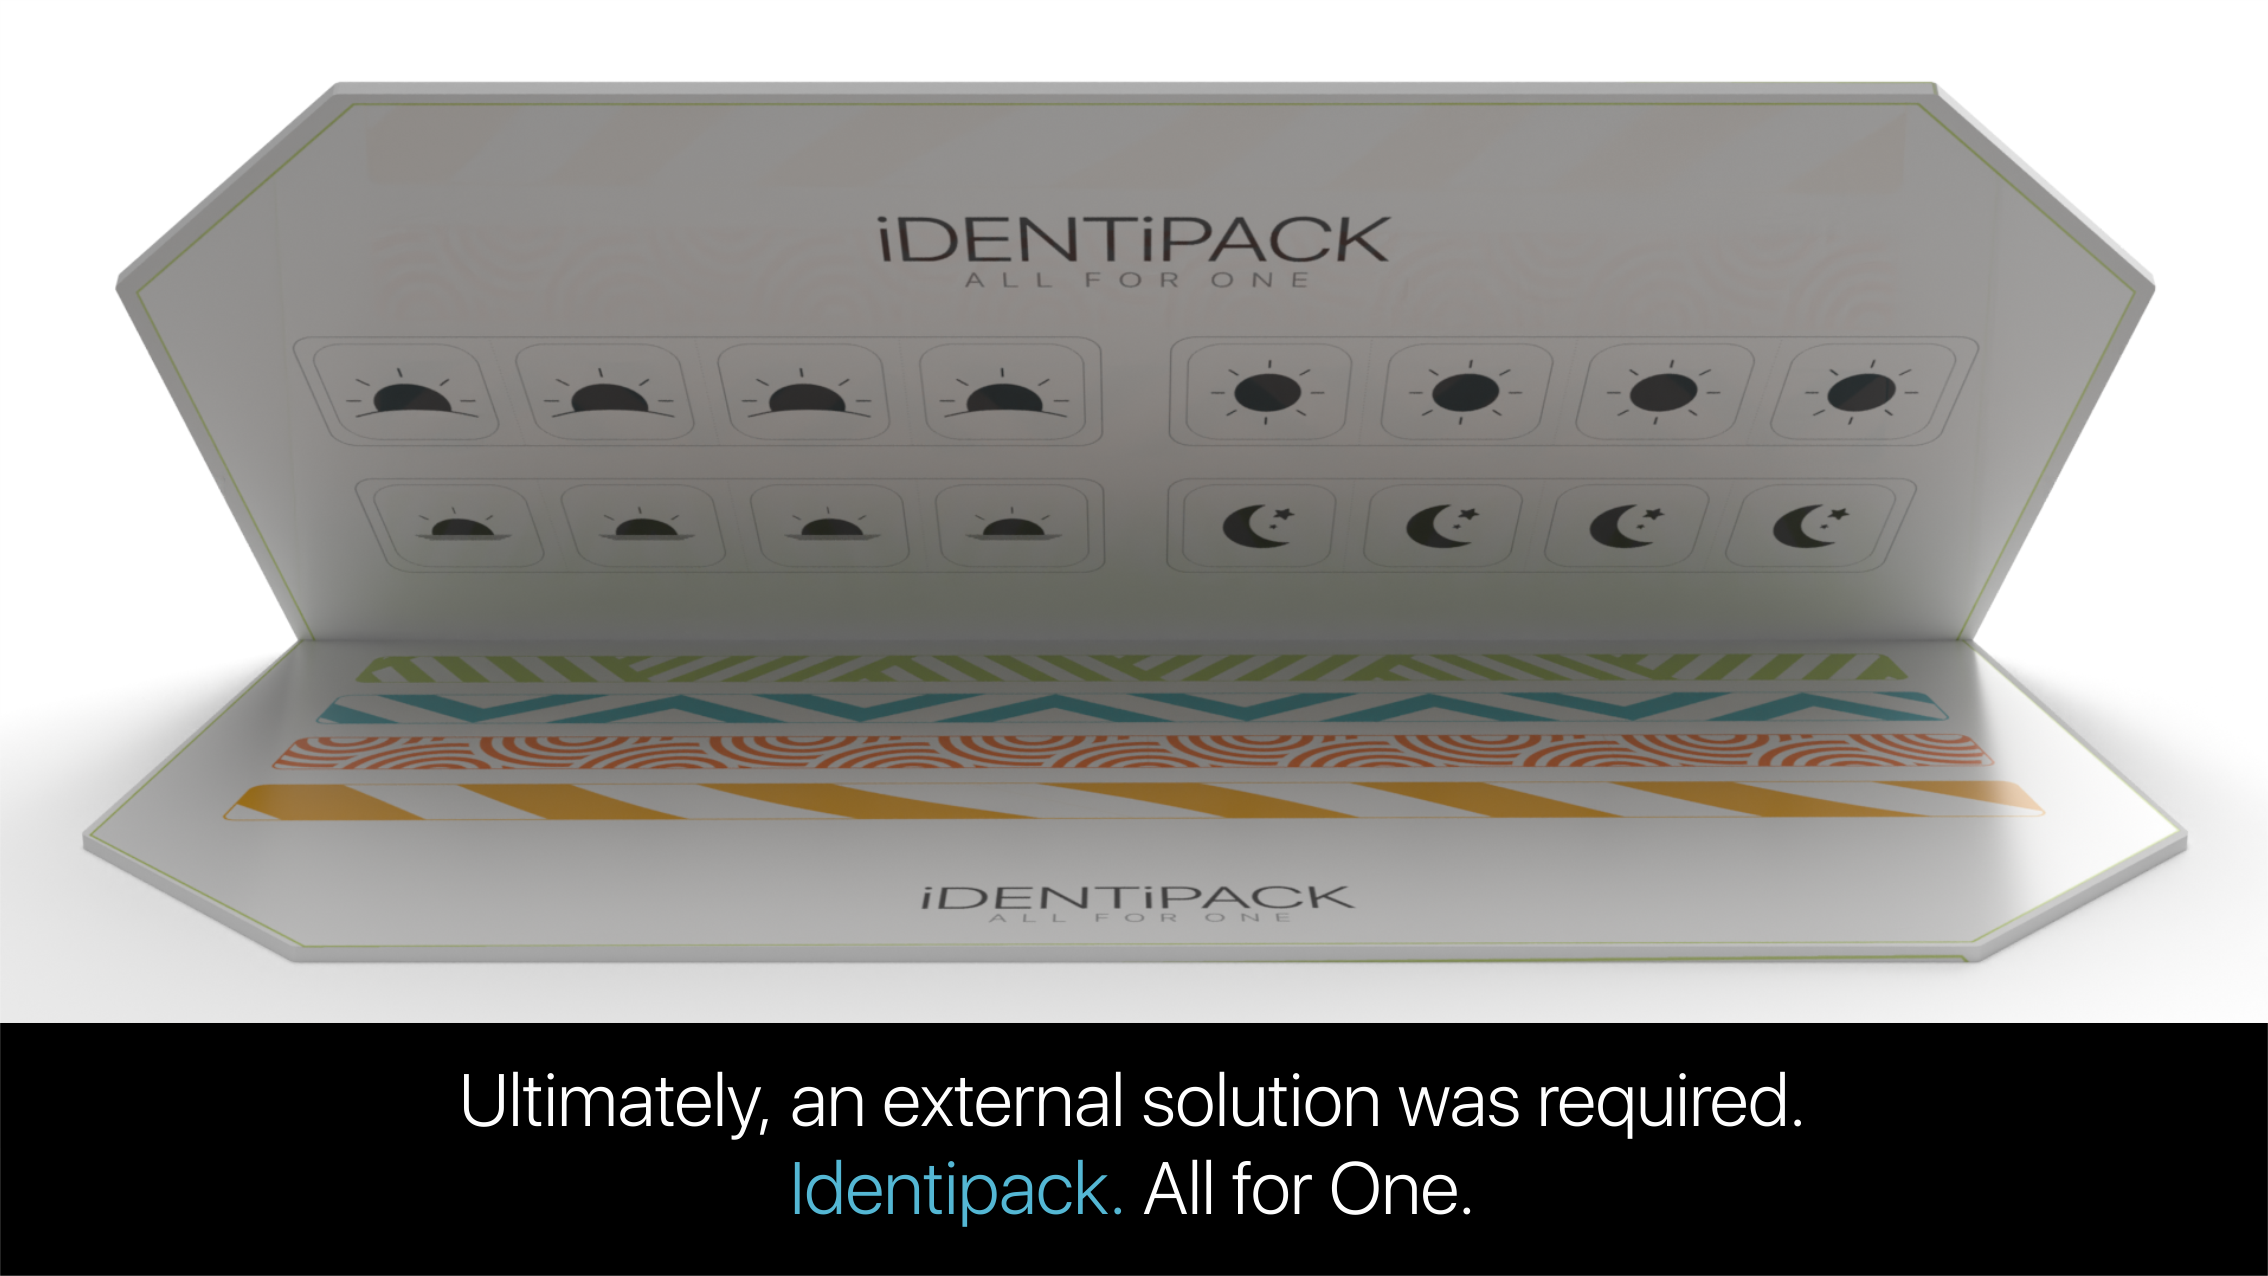 iDENTiPACK
ALL FOR ONE
iDENTiPACK
ALL FOR ONE
Ultimately, an external solution was required.
Identipack. All for One.